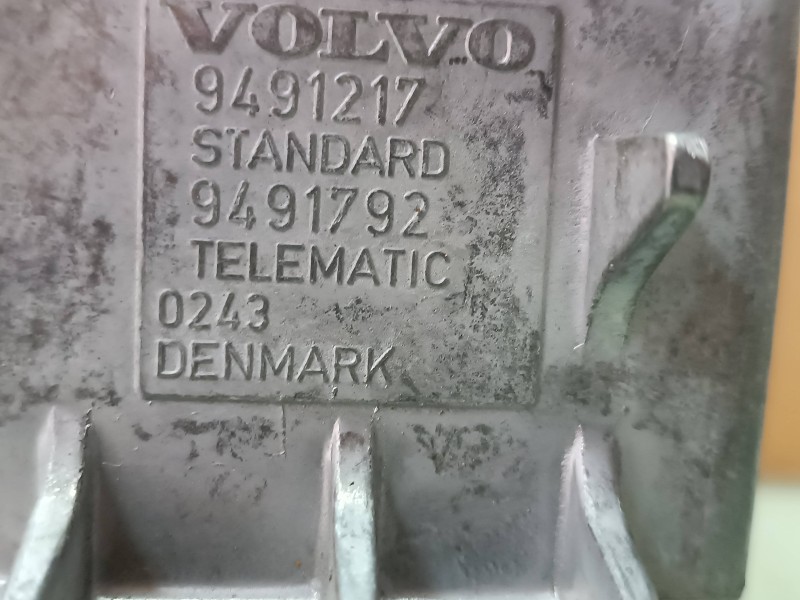 VOLVO
9491217
STANDARD
9491792
TELEMATIC
0243
DENMARK